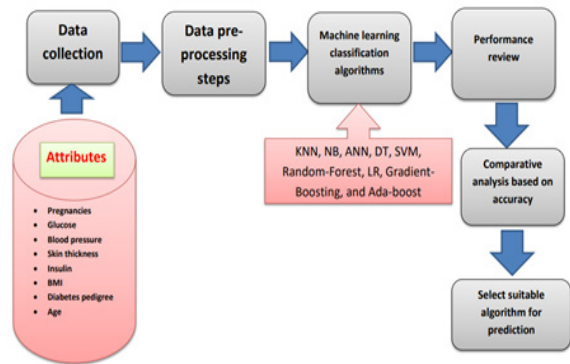 Data
collection
Data pre-
processing
steps
Machine learning
classification
algorithms
Performance
review
Attributes
• Pregnancies
• Glucose
• Blood pressure
• Skin thickness
• Insulin
• BMI
• Diabetes pedigree
• Age
KNN, NB, ANN, DT, SVM,
Random-Forest, LR, Gradient-
Boosting, and Ada-boost
Comparative
analysis based on
accuracy
Select suitable
algorithm for
prediction